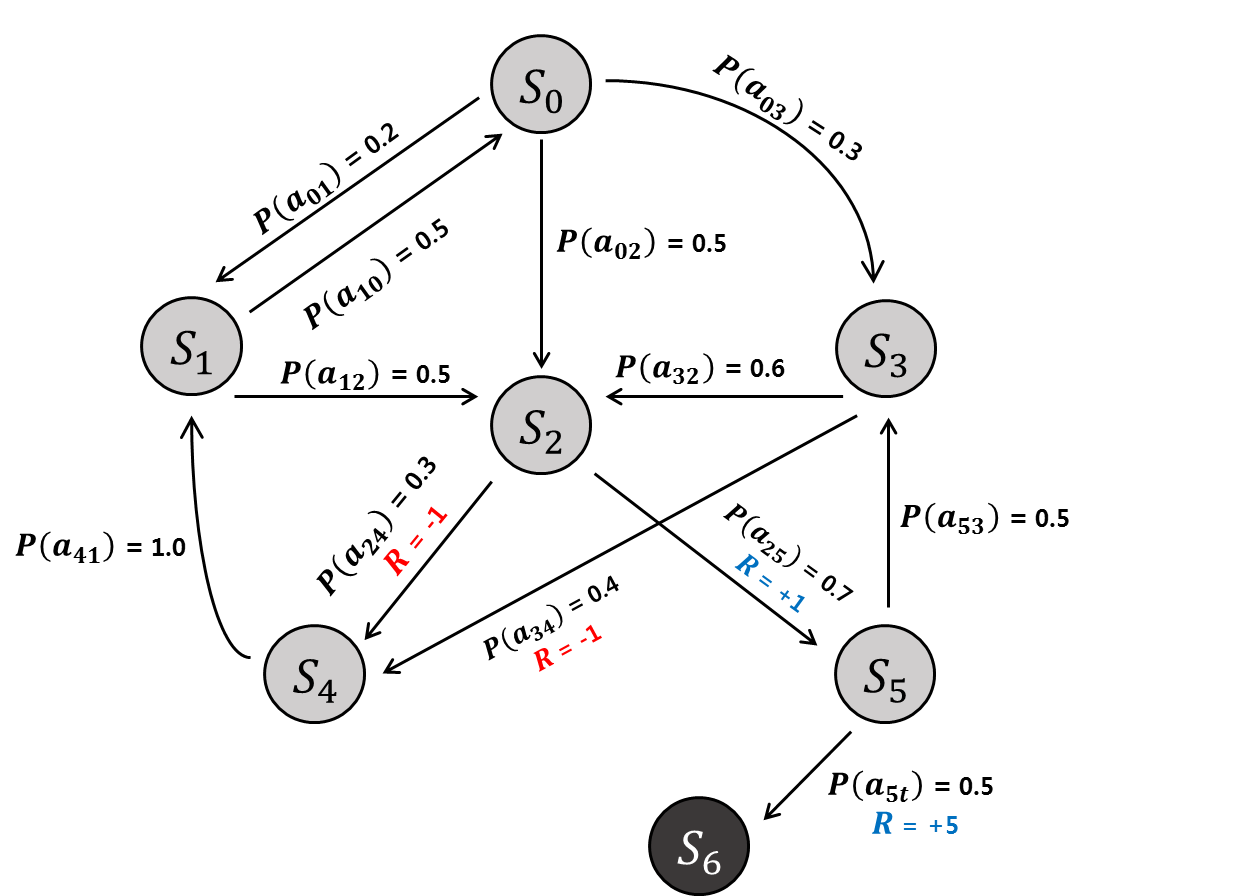 S₀
P(a₀₃) = 0.3
P(a₀₁) = 0.2
P(a₁₀) = 0.5
P(a₀₂) = 0.5
S₁
S₃
P(a₁₂) = 0.5
P(a₃₂) = 0.6
S₂
P(a₂₄) = 0.3
R = -1
P(a₂₅) = 0.7
R = +1
P(a₅₃) = 0.5
P(a₄₁) = 1.0
P(a₃₄) = 0.4
R = -1
S₄
S₅
P(a₅ₜ) = 0.5
R = +5
S₆